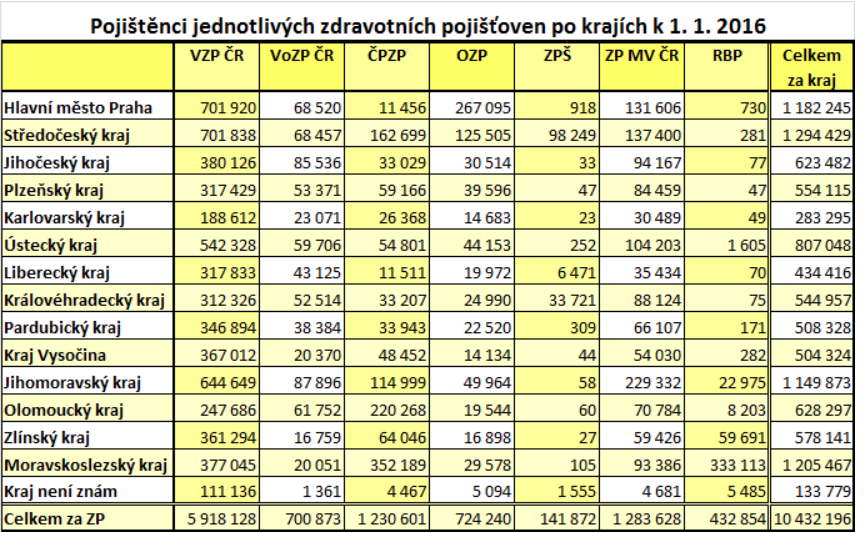 Pojištěnci jednotlivých zdravotních pojišťoven po krajích k 1. 1. 2016
VZP ČR VoZP ČR ČPZP OZP ZPŠ ZP MV ČR RBP Celkem za kraj
Hlavní město Praha 701 920 68 520 11 456 267 095 918 131 606 730 1 182 245
Středočeský kraj 701 838 68 457 162 699 125 505 98 249 137 400 281 1 294 429
Jihočeský kraj 380 126 85 536 33 029 30 514 33 94 167 77 623 482
Plzeňský kraj 317 429 53 371 59 166 39 596 47 84 459 47 554 115
Karlovarský kraj 188 612 23 071 26 368 14 683 23 30 489 49 283 295
Ústecký kraj 542 328 59 706 54 801 44 153 252 104 203 1 605 807 048
Liberecký kraj 317 833 43 125 11 511 19 972 6 471 35 434 70 434 416
Královéhradecký kraj 312 326 52 514 33 207 24 990 33 721 88 124 75 544 957
Pardubický kraj 346 894 38 384 33 943 22 520 309 66 107 171 508 328
Kraj Vysočina 367 012 20 370 48 452 14 134 44 54 030 282 504 324
Jihomoravský kraj 644 649 87 896 114 999 49 964 58 229 332 22 975 1 149 873
Olomoucký kraj 247 686 61 752 220 268 19 544 60 70 784 8 203 628 297
Zlínský kraj 361 294 16 759 64 046 16 898 27 59 426 59 691 578 141
Moravskoslezský kraj 377 045 20 051 352 189 29 578 105 93 386 333 113 1 205 467
Kraj není znám 111 136 1 361 4 467 5 094 1 555 4 681 5 485 133 779
Celkem za ZP 5 918 128 700 873 1 230 601 724 240 141 872 1 283 628 432 854 10 432 196